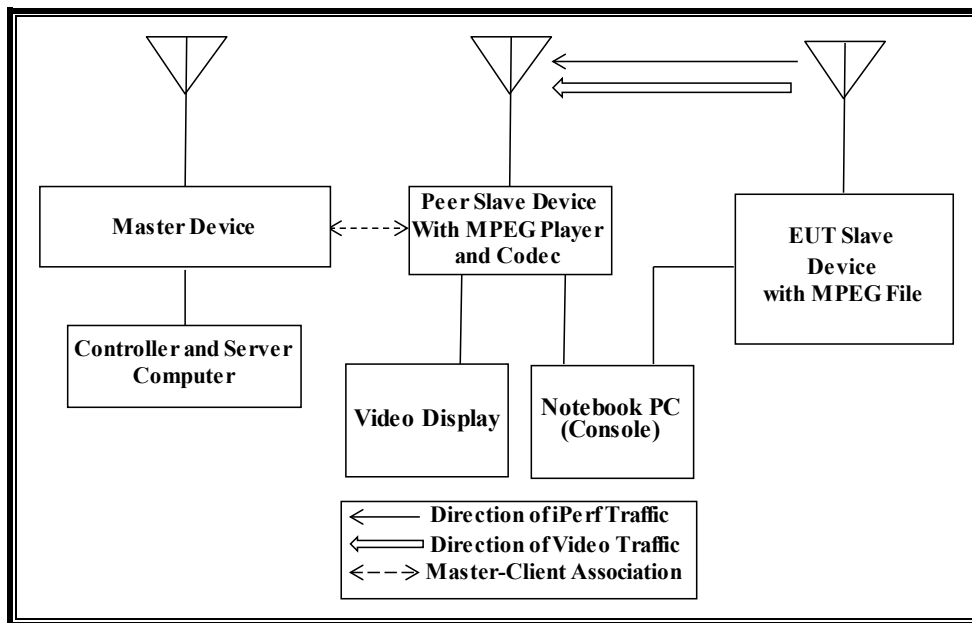 Master Device
Peer Slave Device
With MPEG Player
and Codec
EUT Slave
Device
with MPEG File
Controller and Server
Computer
Video Display
Notebook PC
(Console)
Direction of iPerf Traffic
Direction of Video Traffic
Master-Client Association